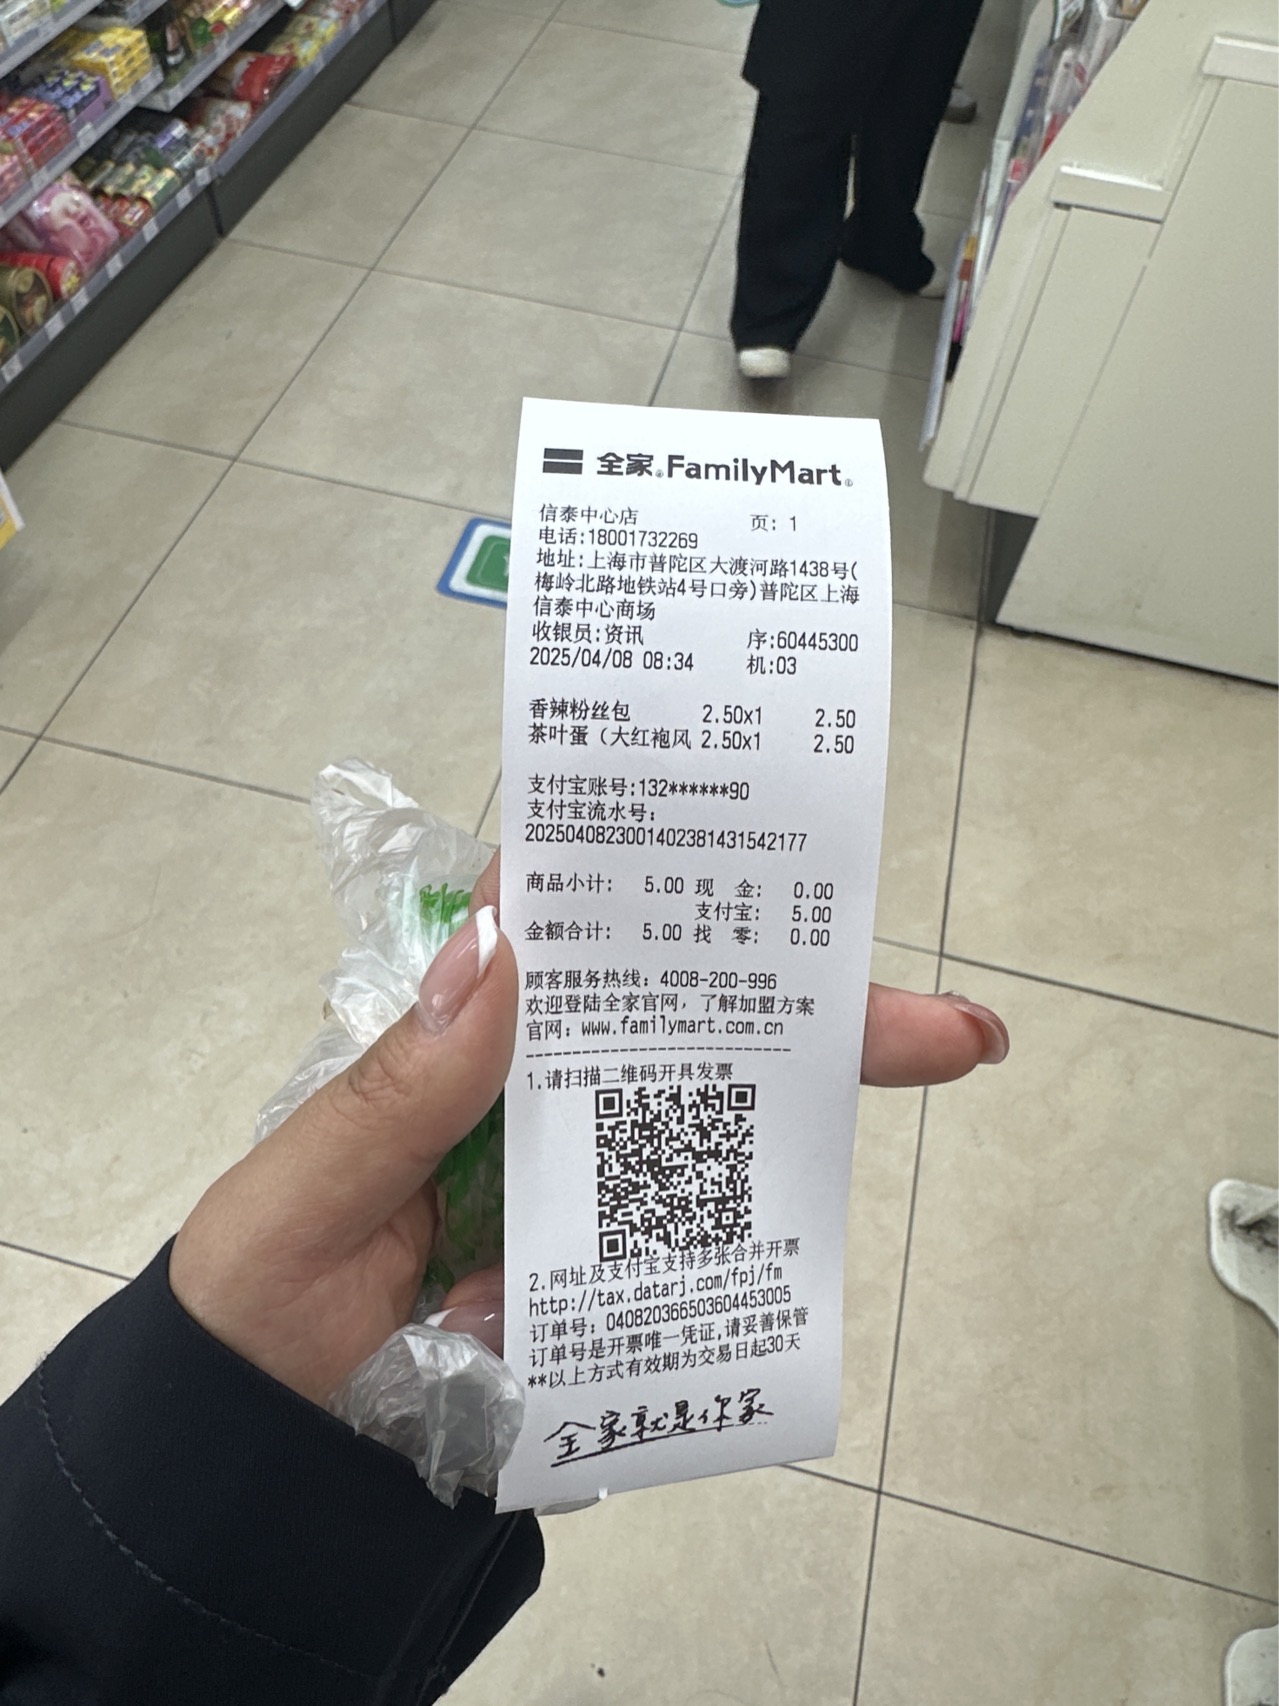 全家 FamilyMart
信泰中心店 页: 1
电话:18001732269
地址:上海市普陀区大渡河路1438号(
梅岭北路地铁站4号口旁)普陀区上海
信泰中心商场
收银员:资讯 序:60445300
2025/04/08 08:34 机:03
香辣粉丝包 2.50x1 2.50
茶叶蛋（大红袍风 2.50x1 2.50
支付宝账号:132******90
支付宝流水号:
2025040823001402381431542177
商品小计: 5.00 现 金: 0.00
支付宝: 5.00
金额合计: 5.00 找 零: 0.00
顾客服务热线: 4008-200-996
欢迎登陆全家官网，了解加盟方案
官网: www.familymart.com.cn
----------------------------
1.请扫描二维码开具发票
2.网址及支付宝支持多张合并开票
http://tax.datarj.com/fpj/fm
订单号: 040820366503604453005
订单号是开票唯一凭证,请妥善保管
**以上方式有效期为交易日起30天
全家就是你家